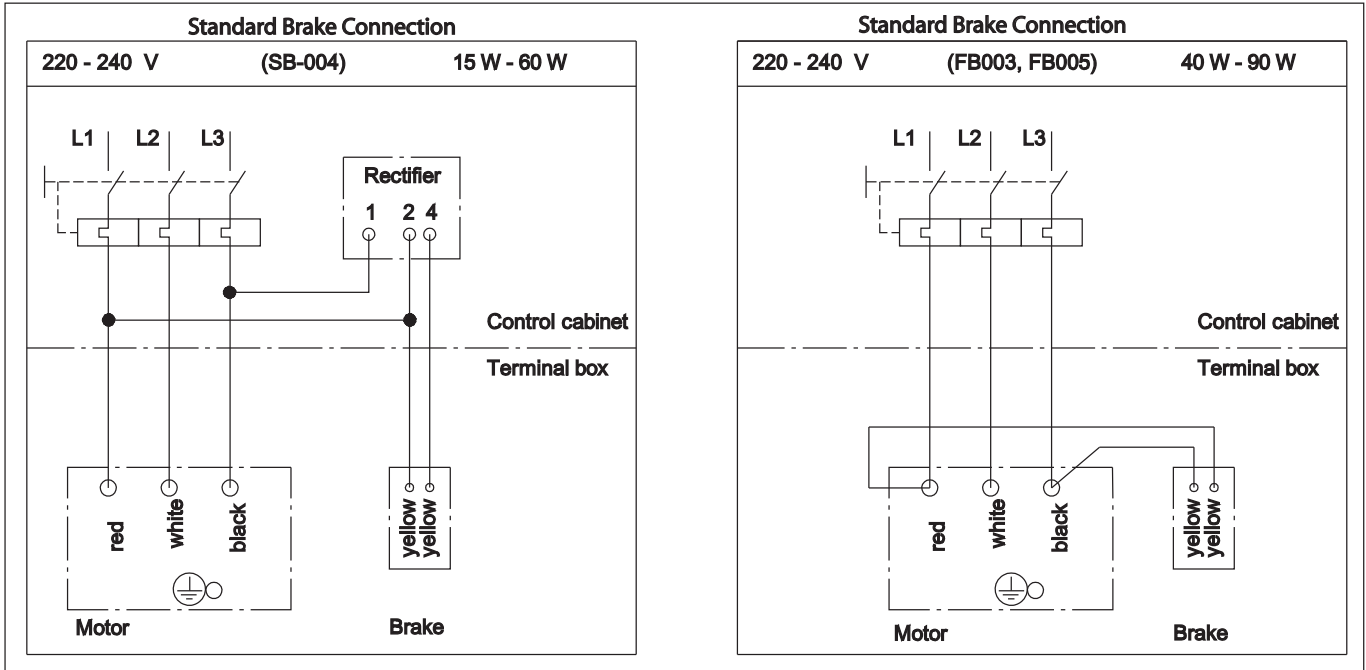 Standard Brake Connection
220 - 240 V (SB-004) 15 W - 60 W
L1 L2 L3
Rectifier
1 2 4
Control cabinet
Terminal box
red
white
black
yellow
yellow
Motor
Brake
Standard Brake Connection
220 - 240 V (FB003, FB005) 40 W - 90 W
L1 L2 L3
Control cabinet
Terminal box
red
white
black
yellow
yellow
Motor
Brake